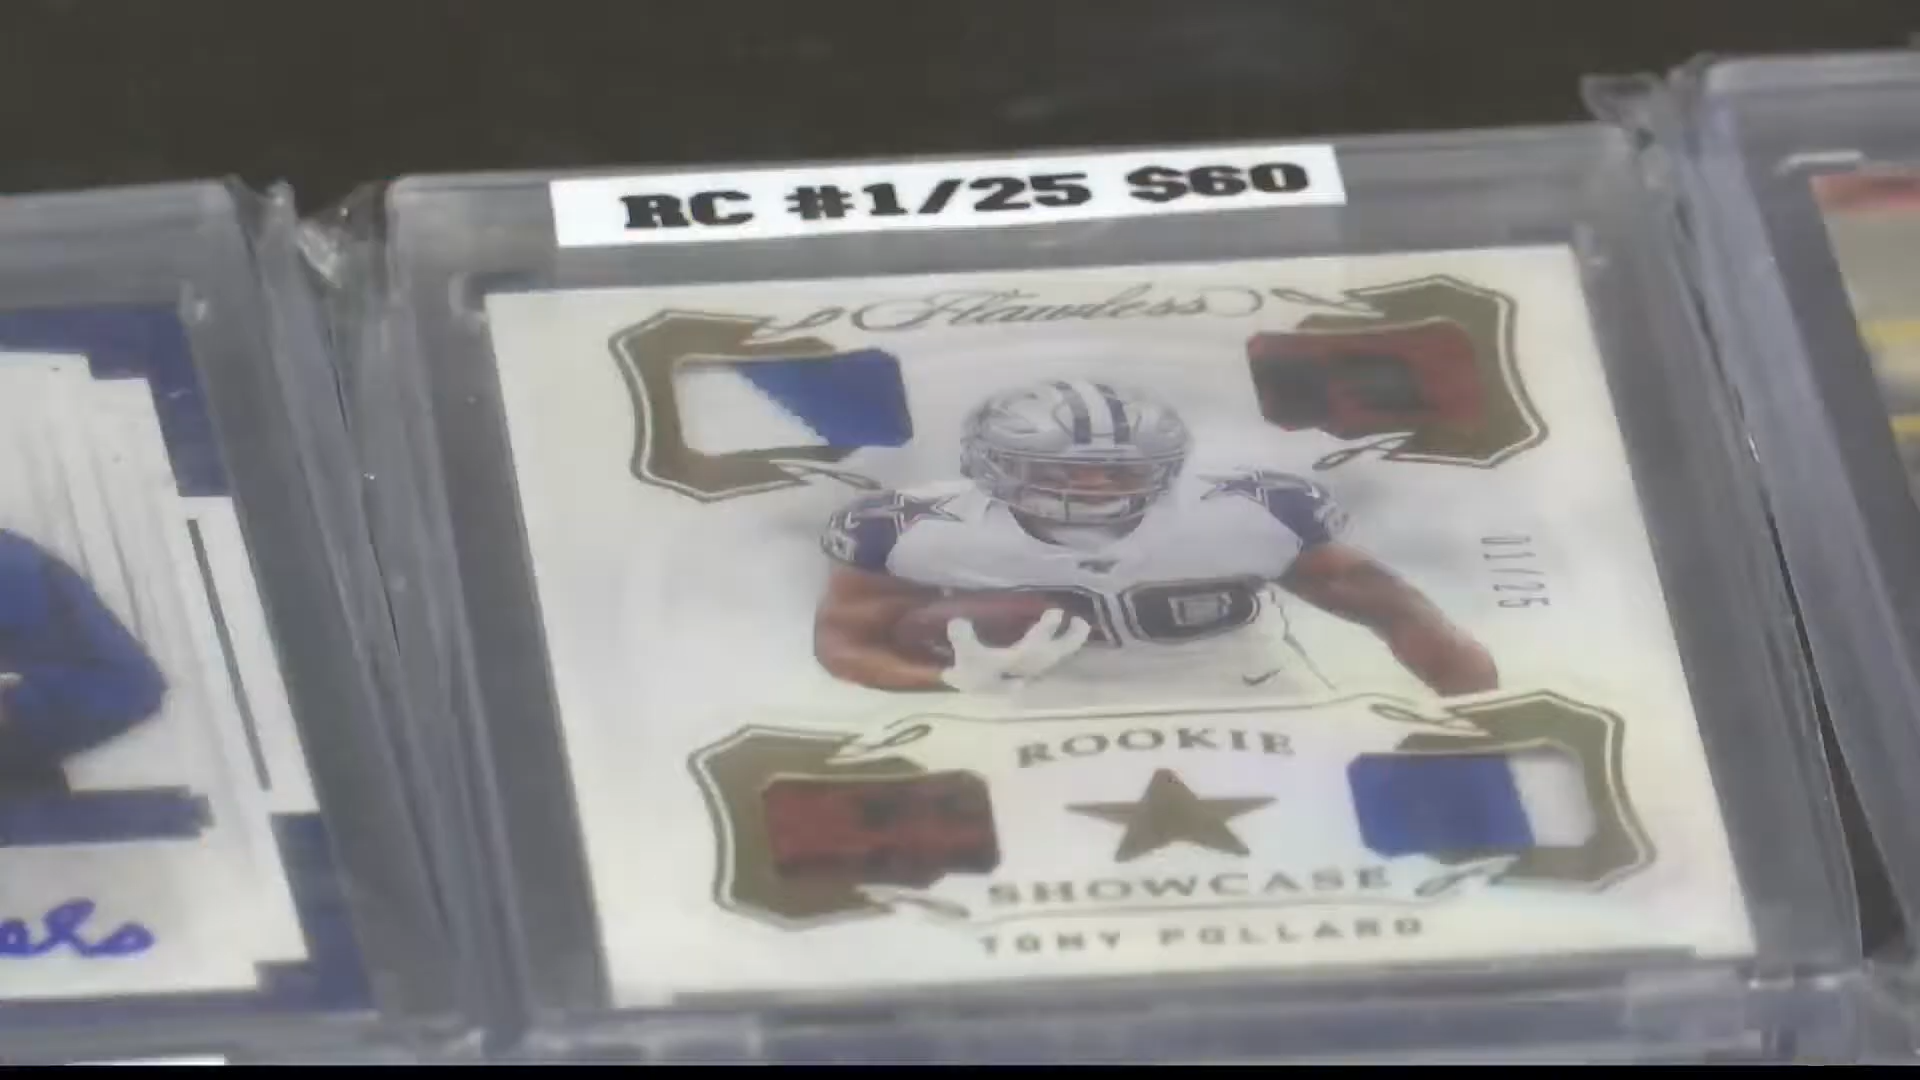 RC #1/25 $60
Flawless
01/25
ROOKIE
SHOWCASE
TONY POLLARD